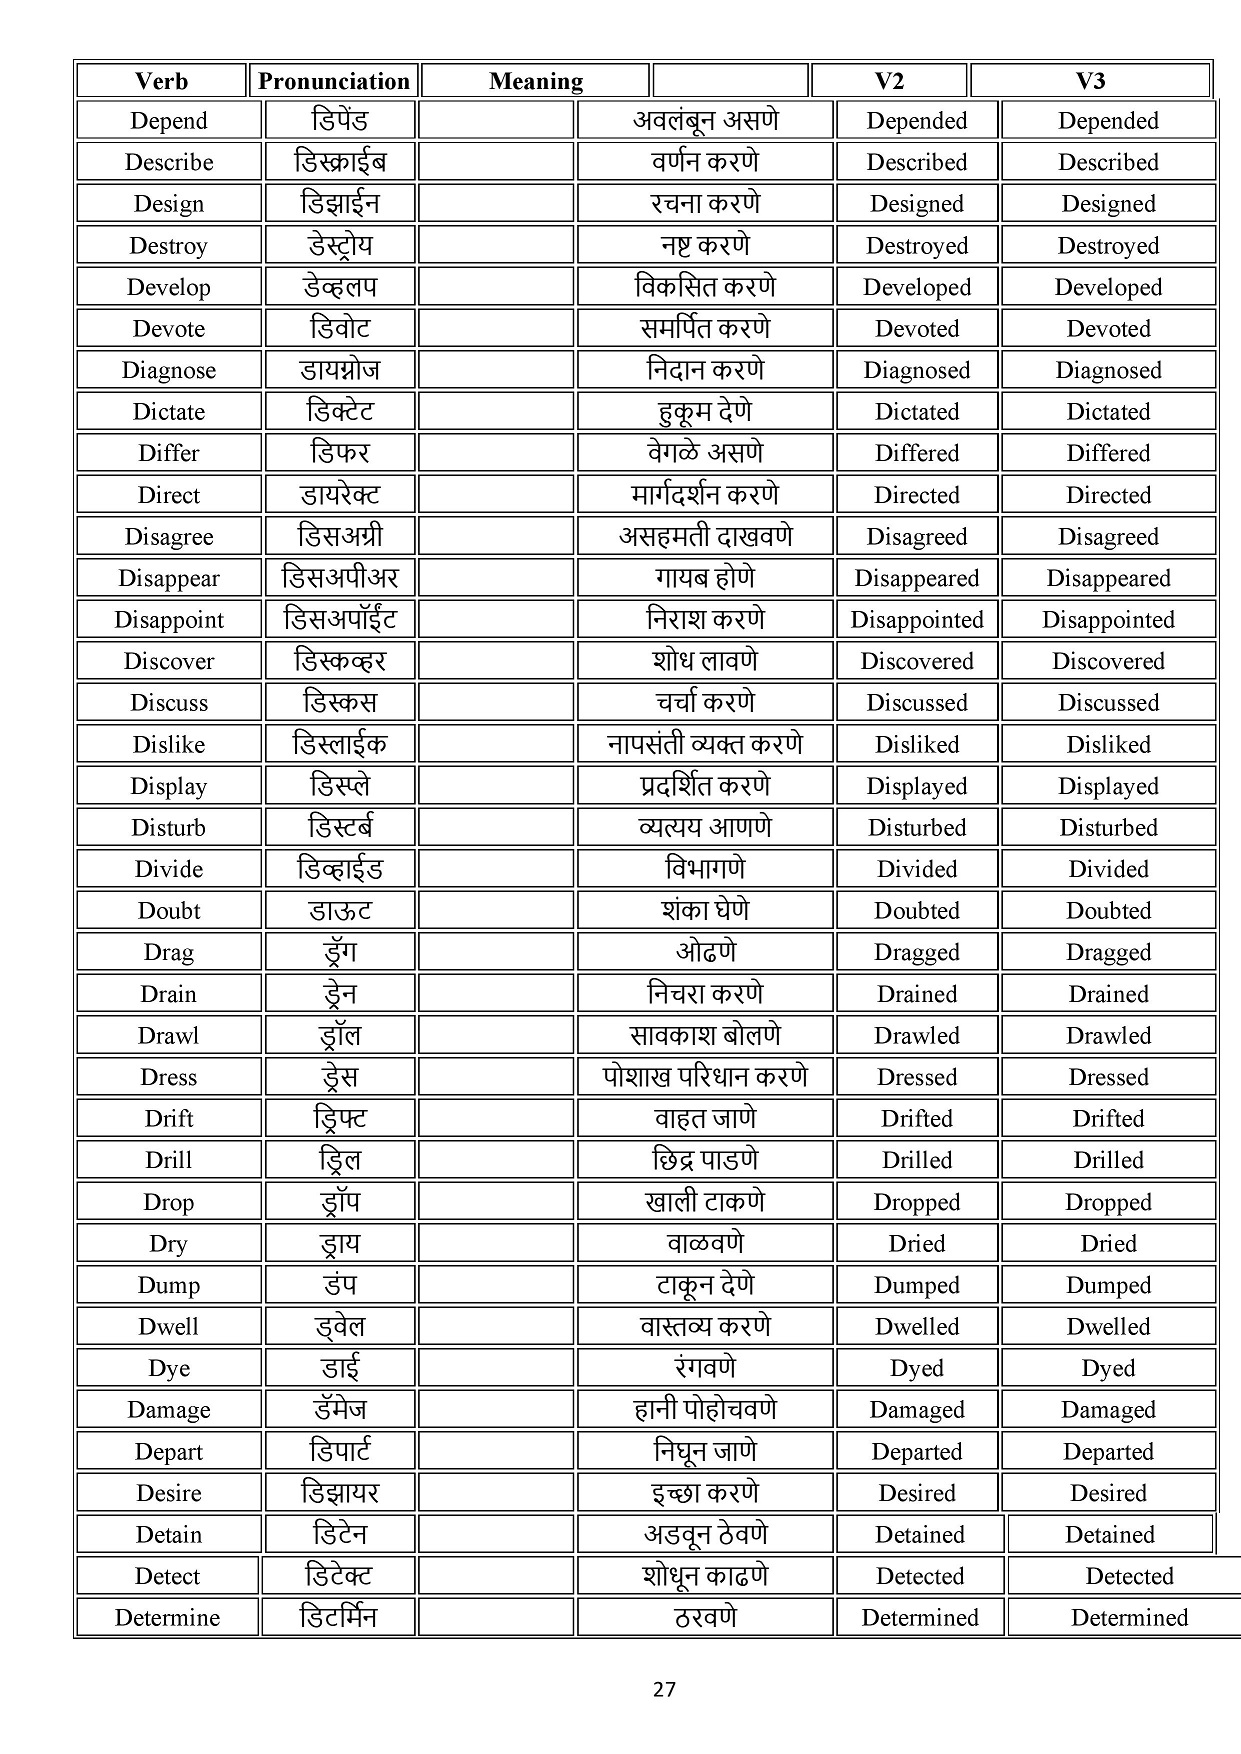 Verb Pronunciation Meaning V2 V3
Depend डिपेंड अवलंबून असणे Depended Depended
Describe डिस्क्राईब वर्णन करणे Described Described
Design डिझाईन रचना करणे Designed Designed
Destroy डेस्ट्रोय नष्ट करणे Destroyed Destroyed
Develop डेव्हलप विकसित करणे Developed Developed
Devote डिवोट समर्पित करणे Devoted Devoted
Diagnose डायग्नोज निदान करणे Diagnosed Diagnosed
Dictate डिक्टेट हुकूम देणे Dictated Dictated
Differ डिफर वेगळे असणे Differed Differed
Direct डायरेक्ट मार्गदर्शन करणे Directed Directed
Disagree डिसअग्री असहमती दाखवणे Disagreed Disagreed
Disappear डिसअपीअर गायब होणे Disappeared Disappeared
Disappoint डिसअपॉईंट निराश करणे Disappointed Disappointed
Discover डिस्कव्हर शोध लावणे Discovered Discovered
Discuss डिस्कस चर्चा करणे Discussed Discussed
Dislike डिस्लाईक नापसंती व्यक्त करणे Disliked Disliked
Display डिस्प्ले प्रदर्शित करणे Displayed Displayed
Disturb डिस्टर्ब व्यत्यय आणणे Disturbed Disturbed
Divide डिव्हाईड विभागणे Divided Divided
Doubt डाऊट शंका घेणे Doubted Doubted
Drag ड्रॅग ओढणे Dragged Dragged
Drain ड्रेन निचरा करणे Drained Drained
Drawl ड्रॉल सावकाश बोलणे Drawled Drawled
Dress ड्रेस पोशाख परिधान करणे Dressed Dressed
Drift ड्रिफ्ट वाहत जाणे Drifted Drifted
Drill ड्रिल छिद्र पाडणे Drilled Drilled
Drop ड्रॉप खाली टाकणे Dropped Dropped
Dry ड्राय वाळवणे Dried Dried
Dump डंप टाकून देणे Dumped Dumped
Dwell ड्वेल वास्तव्य करणे Dwelled Dwelled
Dye डाई रंगवणे Dyed Dyed
Damage डॅमेज हानी पोहोचवणे Damaged Damaged
Depart डिपार्ट निघून जाणे Departed Departed
Desire डिझायर इच्छा करणे Desired Desired
Detain डिटेन अडवून ठेवणे Detained Detained
Detect डिटेक्ट शोधून काढणे Detected Detected
Determine डिटर्मिन ठरवणे Determined Determined
27